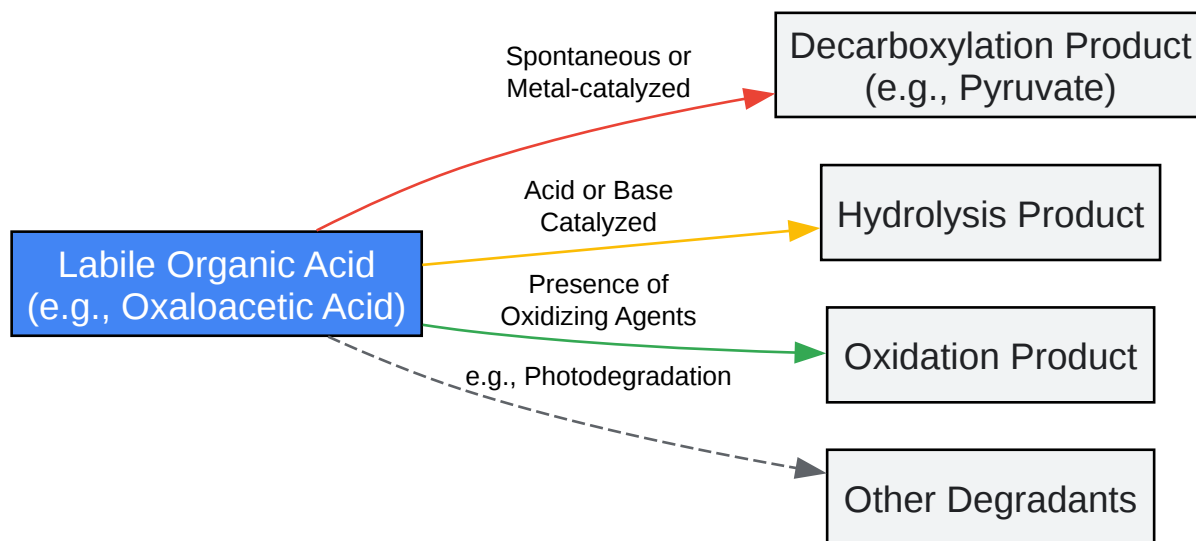 Spontaneous or
Metal-catalyzed
Decarboxylation Product
(e.g., Pyruvate)
Acid or Base
Catalyzed
Hydrolysis Product
Labile Organic Acid
(e.g., Oxaloacetic Acid)
Presence of
Oxidizing Agents
Oxidation Product
e.g., Photodegradation
Other Degradants